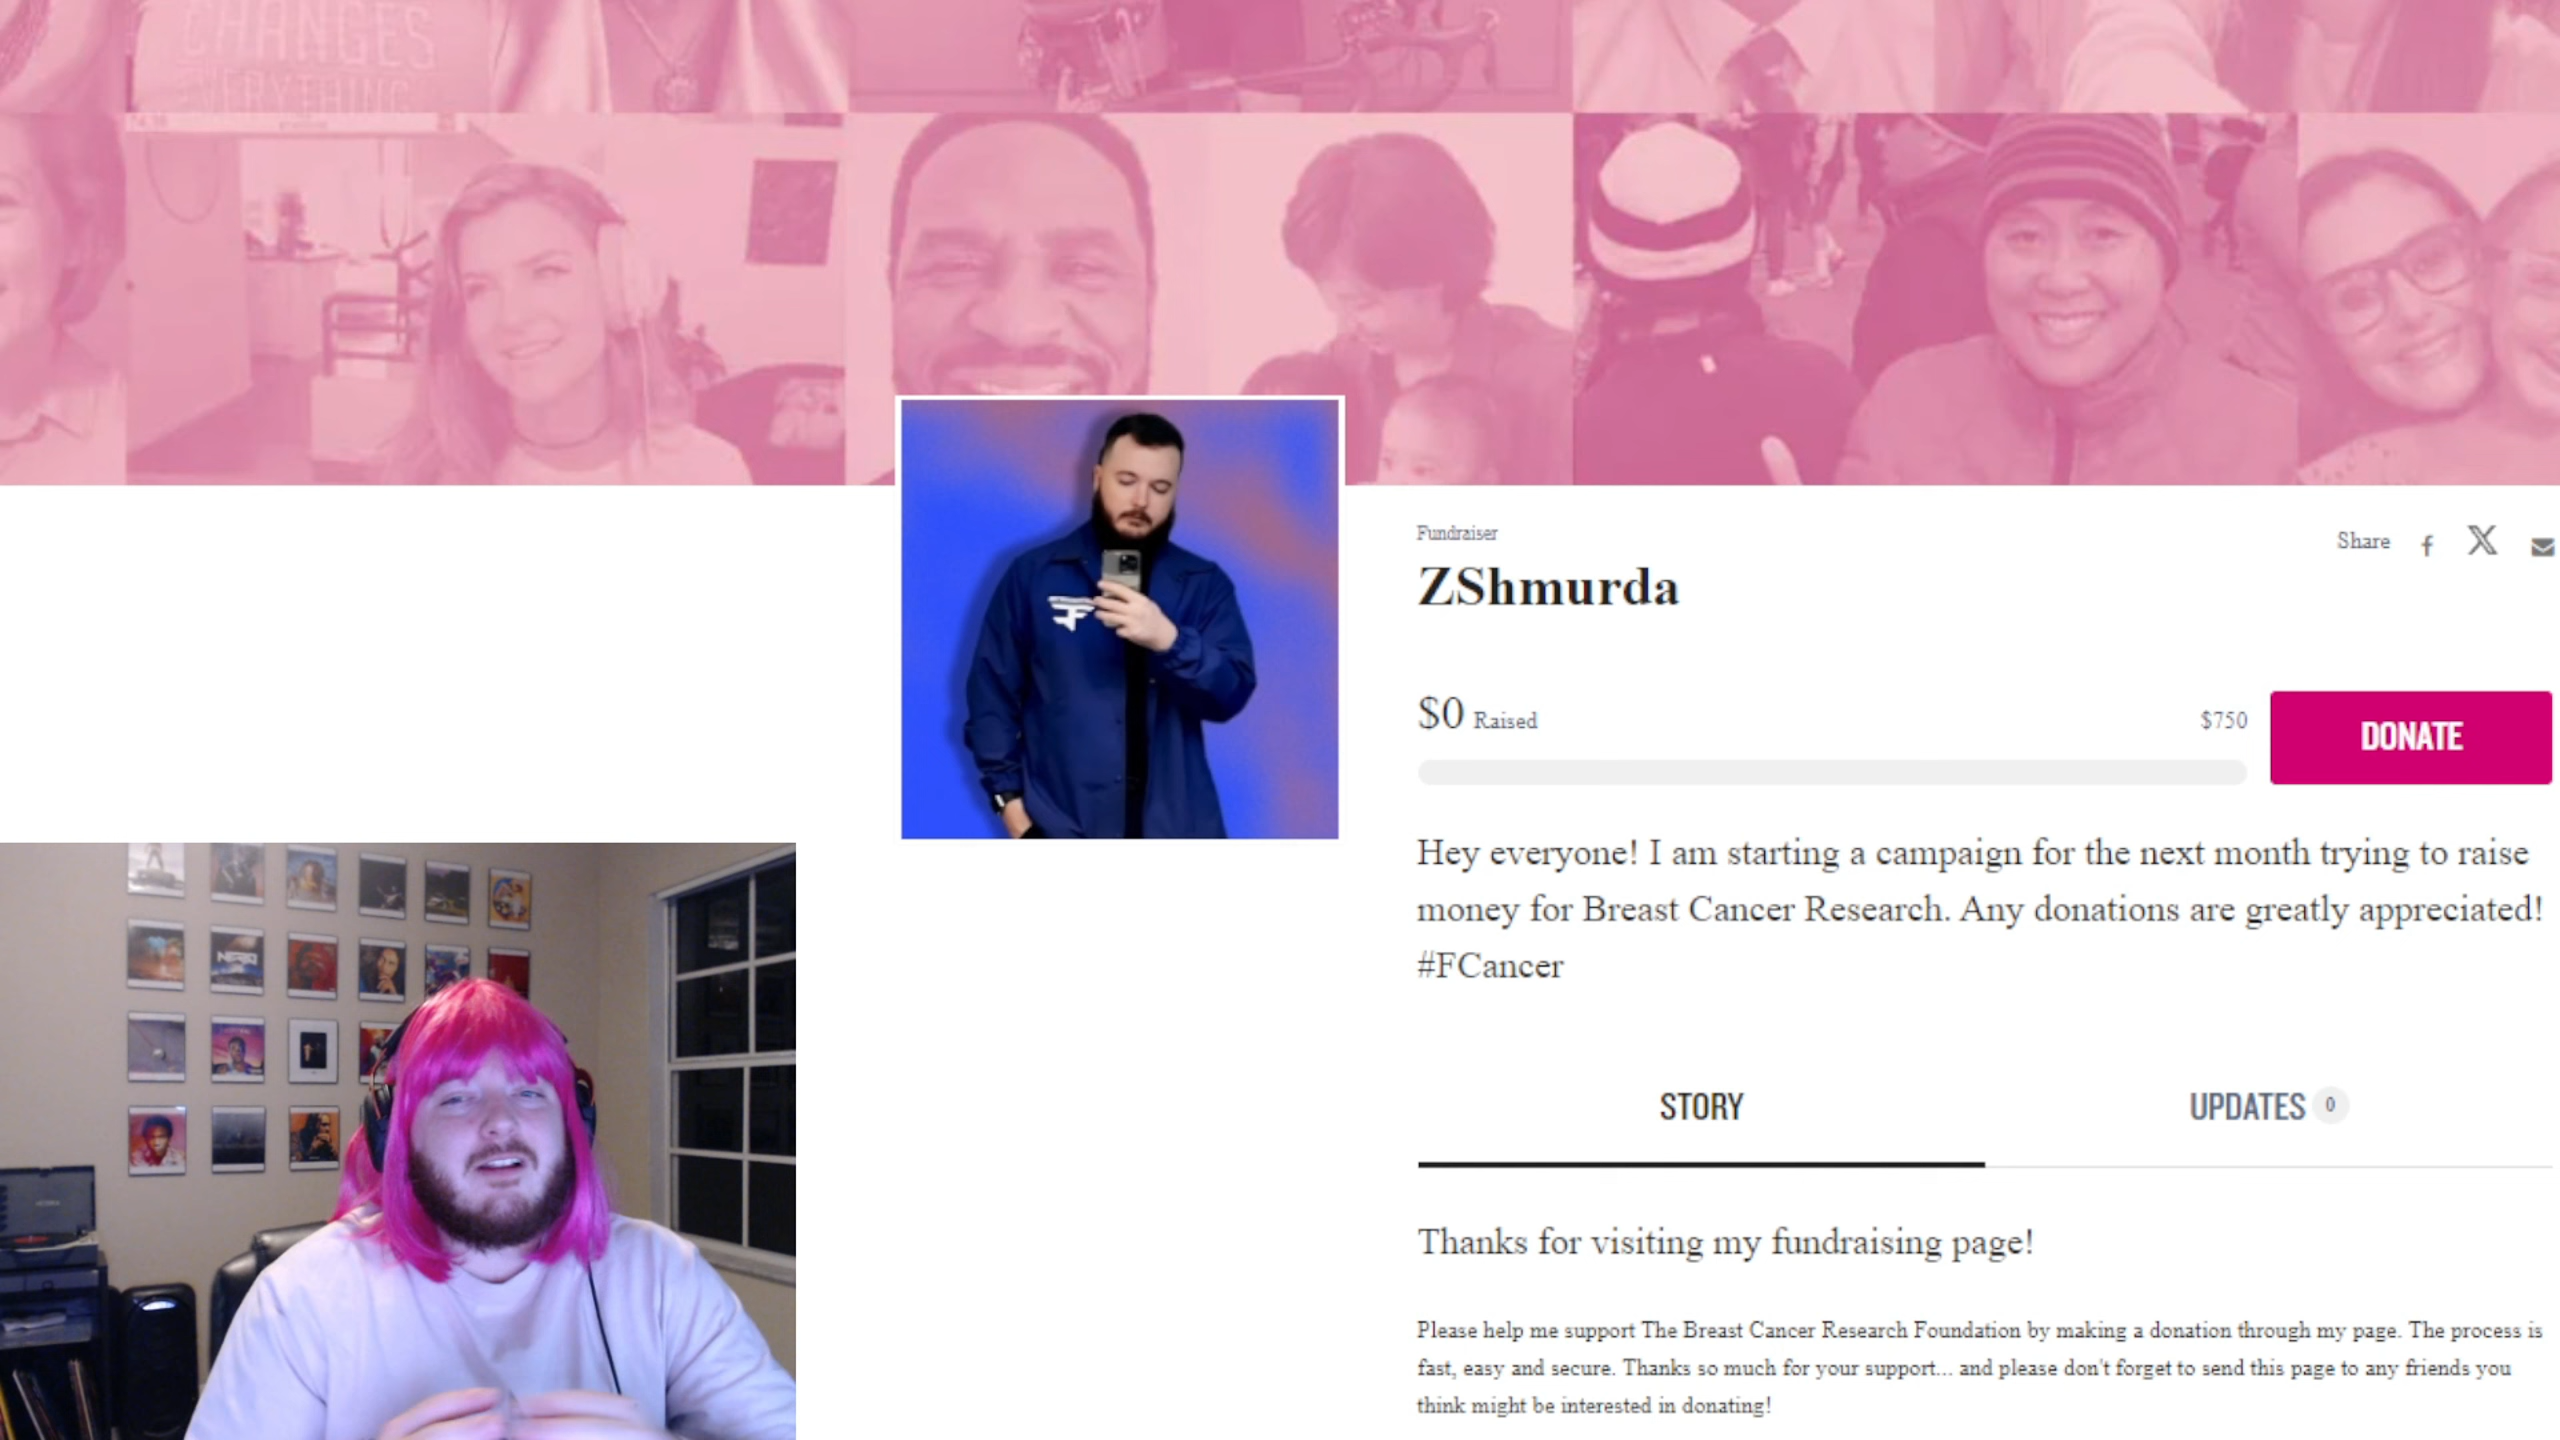 CHANGES
EVERYTHING
Fundraiser
Share
ZShmurda
$0 Raised
$750
DONATE
Hey everyone! I am starting a campaign for the next month trying to raise
money for Breast Cancer Research. Any donations are greatly appreciated!
#FCancer
STORY
UPDATES 0
Thanks for visiting my fundraising page!
Please help me support The Breast Cancer Research Foundation by making a donation through my page. The process is
fast, easy and secure. Thanks so much for your support... and please don't forget to send this page to any friends you
think might be interested in donating!